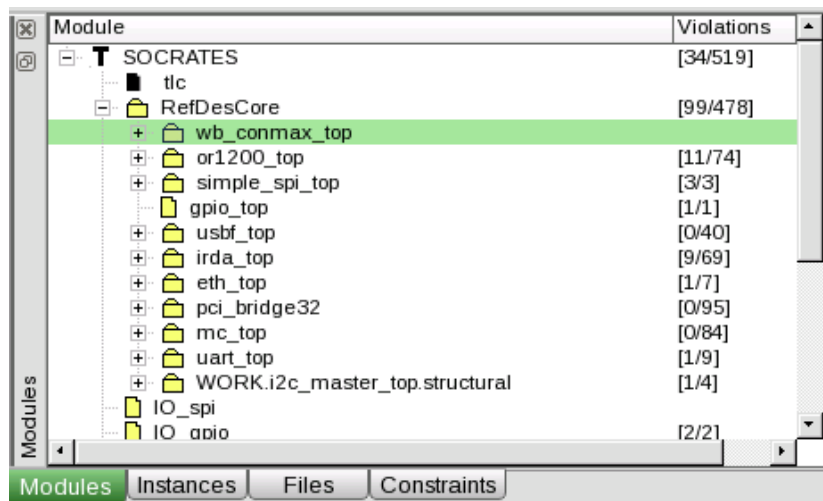 Module Violations
SOCRATES [34/519]
tlc
RefDesCore [99/478]
wb_conmax_top
or1200_top [11/74]
simple_spi_top [3/3]
gpio_top [1/1]
usbf_top [0/40]
irda_top [9/69]
eth_top [1/7]
pci_bridge32 [0/95]
mc_top [0/84]
uart_top [1/9]
WORK.i2c_master_top.structural [1/4]
IO_spi
IO_gpio [2/2]
Modules
Modules Instances Files Constraints